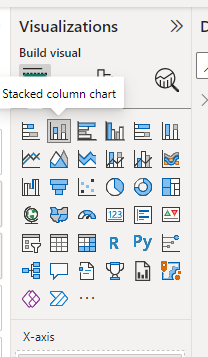 Visualizations
D
Build visual
Stacked column chart
123
R Py
X-axis